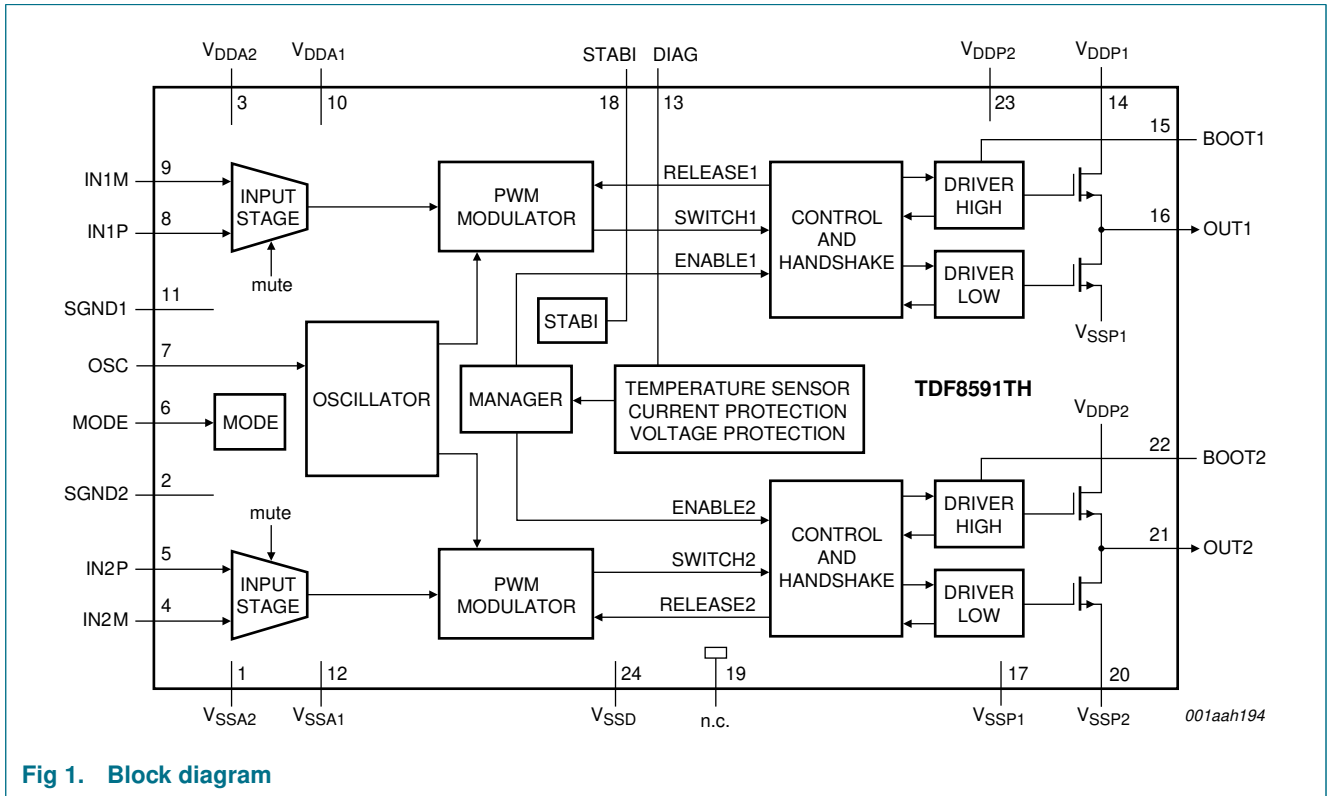 VDDA2
VDDA1
STABI
DIAG
VDDP2
VDDP1
3
10
18
13
23
14
15
BOOT1
IN1M
9
IN1P
8
INPUT
STAGE
mute
PWM
MODULATOR
RELEASE1
SWITCH1
ENABLE1
CONTROL
AND
HANDSHAKE
DRIVER
HIGH
DRIVER
LOW
16
OUT1
VSSP1
SGND1
11
OSC
7
MODE
6
MODE
OSCILLATOR
STABI
MANAGER
TEMPERATURE SENSOR
CURRENT PROTECTION
VOLTAGE PROTECTION
TDF8591TH
VDDP2
22
BOOT2
SGND2
2
mute
IN2P
5
IN2M
4
INPUT
STAGE
PWM
MODULATOR
ENABLE2
SWITCH2
RELEASE2
CONTROL
AND
HANDSHAKE
DRIVER
HIGH
DRIVER
LOW
21
OUT2
1
12
24
19
17
20
VSSA2
VSSA1
VSSD
n.c.
VSSP1
VSSP2
001aah194
Fig 1. Block diagram